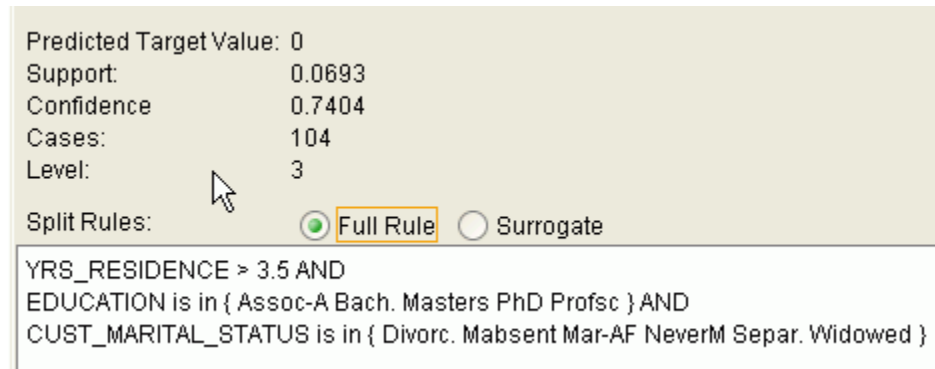 Predicted Target Value: 0
Support: 0.0693
Confidence 0.7404
Cases: 104
Level: 3
Split Rules: Full Rule Surrogate
YRS_RESIDENCE > 3.5 AND
EDUCATION is in { Assoc-A Bach. Masters PhD Profsc } AND
CUST_MARITAL_STATUS is in { Divorc. Mabsent Mar-AF NeverM Separ. Widowed }